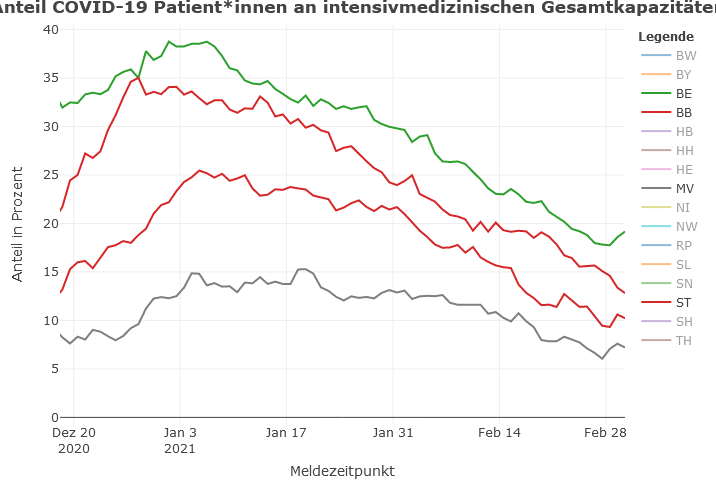 Anteil COVID-19 Patient*innen an intensivmedizinischen Gesamtkapazitäten
Legende
BW
BY
BE
BB
HB
HH
HE
MV
NI
NW
RP
SL
SN
ST
SH
TH
Anteil in Prozent
40
35
30
25
20
15
10
5
0
Dez 20 Jan 3 Jan 17 Jan 31 Feb 14 Feb 28
2020 2021
Meldezeitpunkt